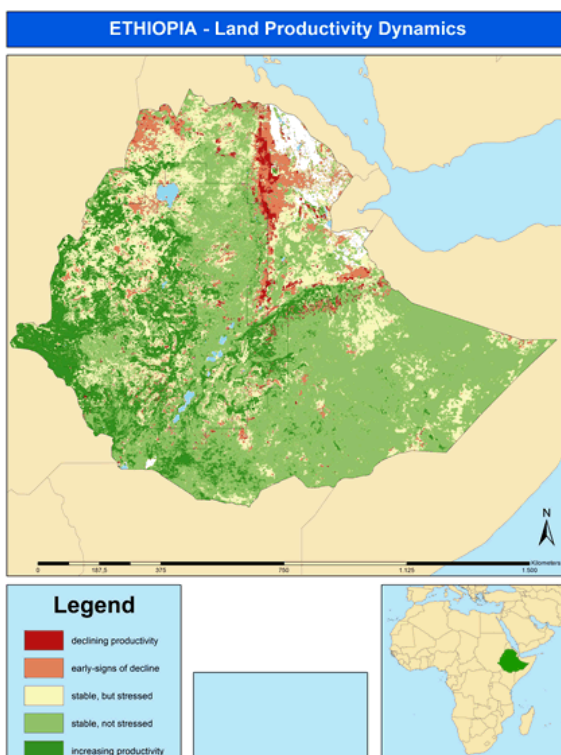 ETHIOPIA - Land Productivity Dynamics
N
Kilometers
0 187,5 375 750 1.125 1.500
Legend
declining productivity
early-signs of decline
stable, but stressed
stable, not stressed
increasing productivity